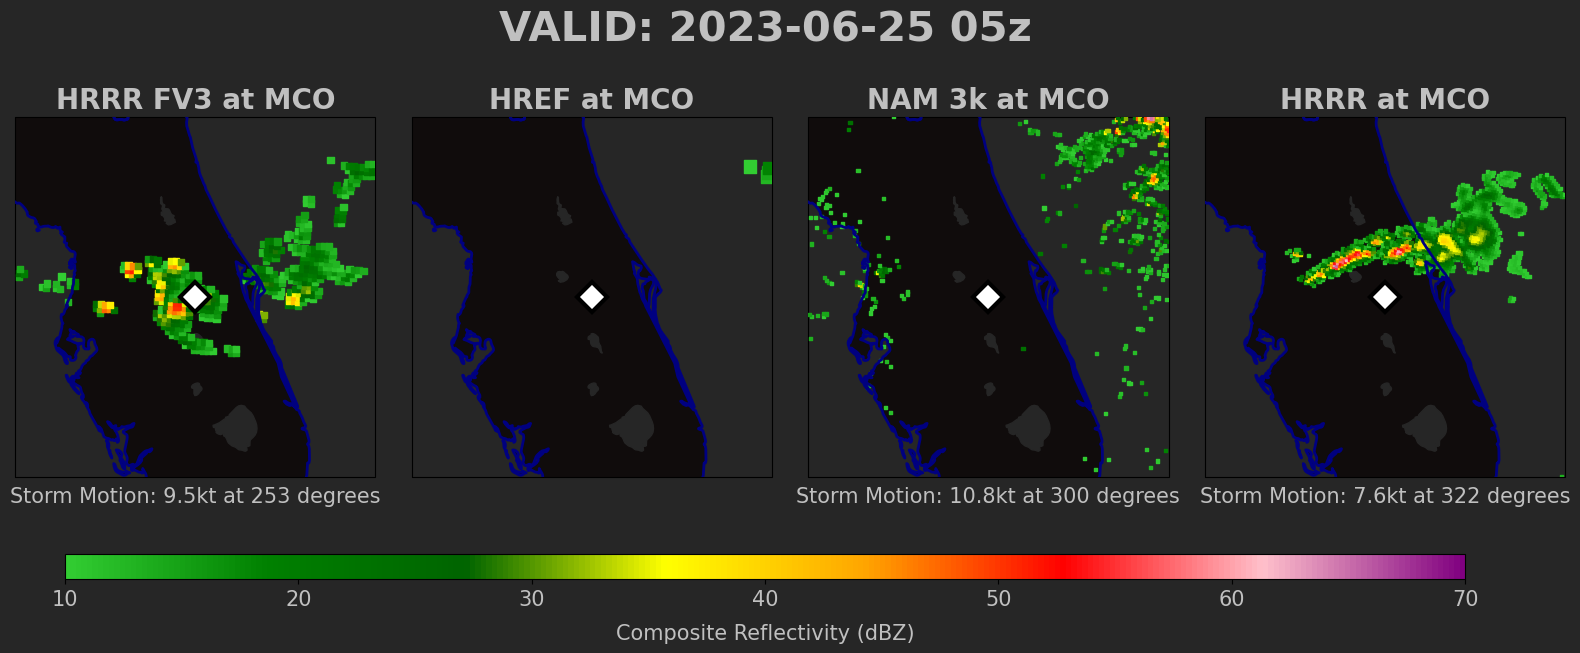 VALID: 2023-06-25 05z
HRRR FV3 at MCO
HREF at MCO
NAM 3k at MCO
HRRR at MCO
Storm Motion: 9.5kt at 253 degrees
Storm Motion: 10.8kt at 300 degrees
Storm Motion: 7.6kt at 322 degrees
10 20 30 40 50 60 70
Composite Reflectivity (dBZ)